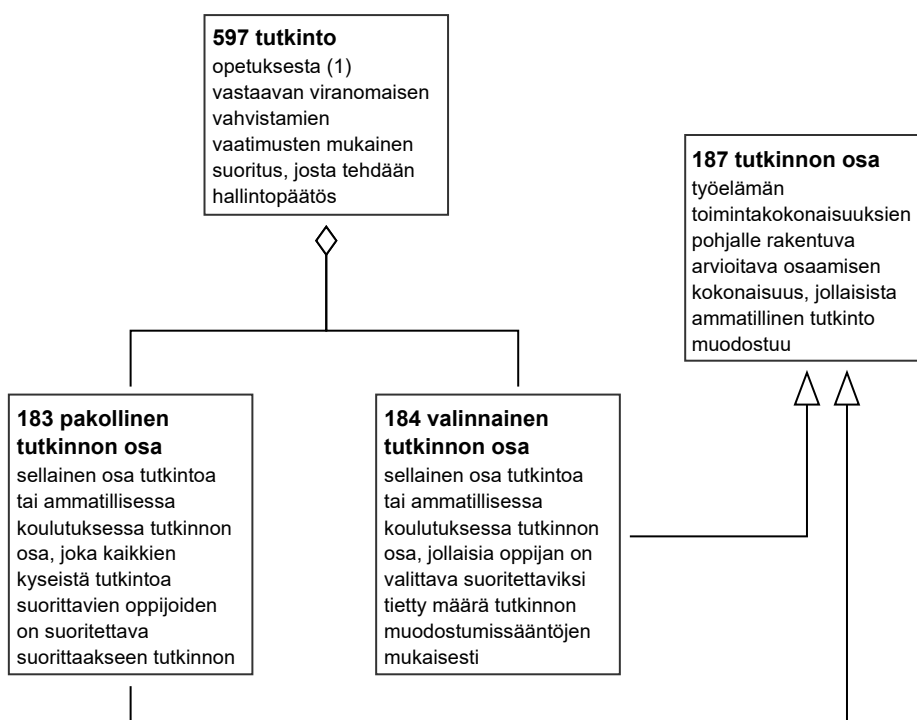 597 tutkinto
opetuksesta (1)
vastaavan viranomaisen
vahvistamien
vaatimusten mukainen
suoritus, josta tehdään
hallintopäätös
187 tutkinnon osa
työelämän
toimintakokonaisuuksien
pohjalle rakentuva
arvioitava osaamisen
kokonaisuus, jollaisista
ammatillinen tutkinto
muodostuu
183 pakollinen
tutkinnon osa
sellainen osa tutkintoa
tai ammatillisessa
koulutuksessa tutkinnon
osa, joka kaikkien
kyseistä tutkintoa
suorittavien oppijoiden
on suoritettava
suorittaakseen tutkinnon
184 valinnainen
tutkinnon osa
sellainen osa tutkintoa
tai ammatillisessa
koulutuksessa tutkinnon
osa, jollaisia oppijan on
valittava suoritettaviksi
tietty määrä tutkinnon
muodostumissääntöjen
mukaisesti